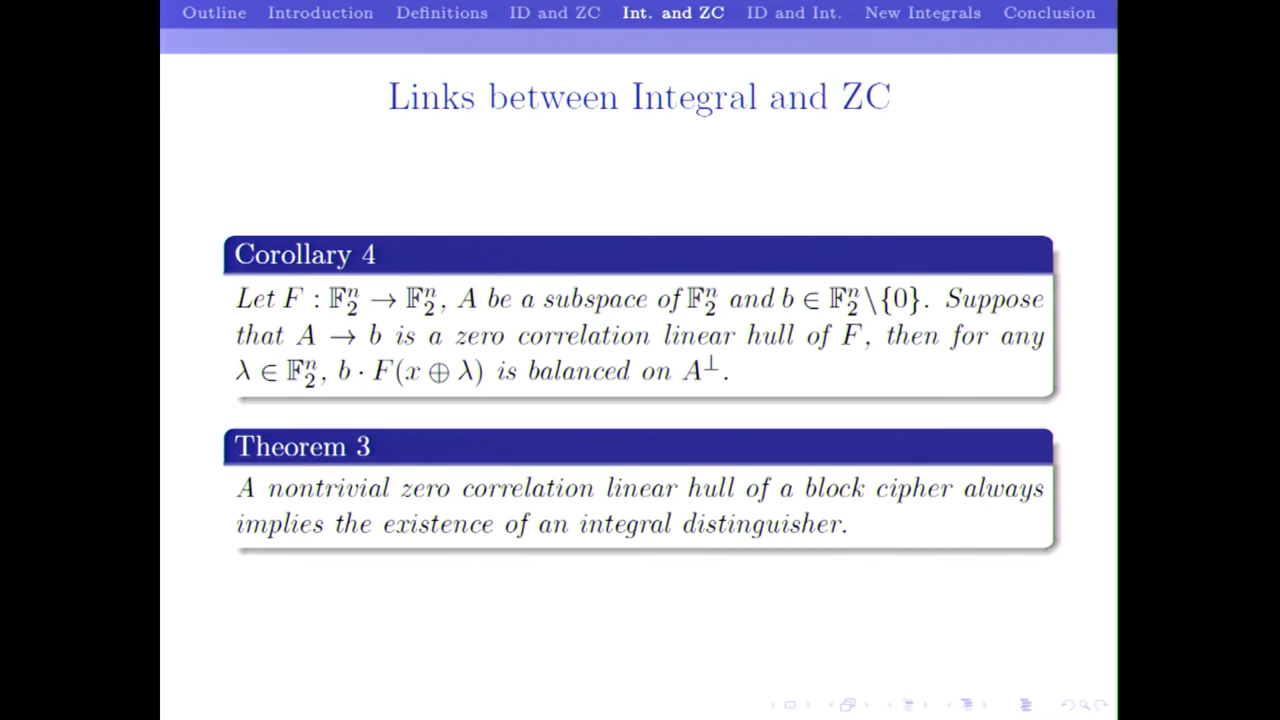 Outline Introduction Definitions ID and ZC Int. and ZC ID and Int. New Integrals Conclusion
Links between Integral and ZC
Corollary 4
Let F : 𝔽₂ⁿ → 𝔽₂ⁿ, A be a subspace of 𝔽₂ⁿ and b ∈ 𝔽₂ⁿ\{0}. Suppose
that A → b is a zero correlation linear hull of F, then for any
λ ∈ 𝔽₂ⁿ, b · F(x ⊕ λ) is balanced on A⊥.
Theorem 3
A nontrivial zero correlation linear hull of a block cipher always
implies the existence of an integral distinguisher.